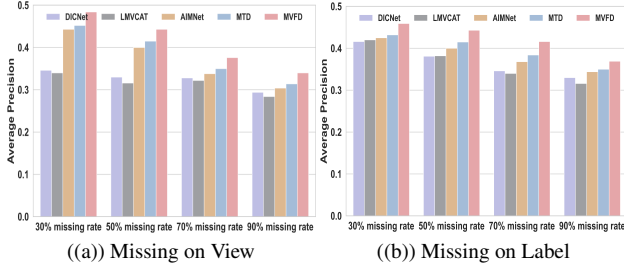 DICNet LMVCAT AIMNet MTD MVFD
Average Precision
0.5
0.4
0.3
0.2
0.1
0.0
30% missing rate 50% missing rate 70% missing rate 90% missing rate
((a)) Missing on View
DICNet LMVCAT AIMNet MTD MVFD
Average Precision
0.5
0.4
0.3
0.2
0.1
0.0
30% missing rate 50% missing rate 70% missing rate 90% missing rate
((b)) Missing on Label